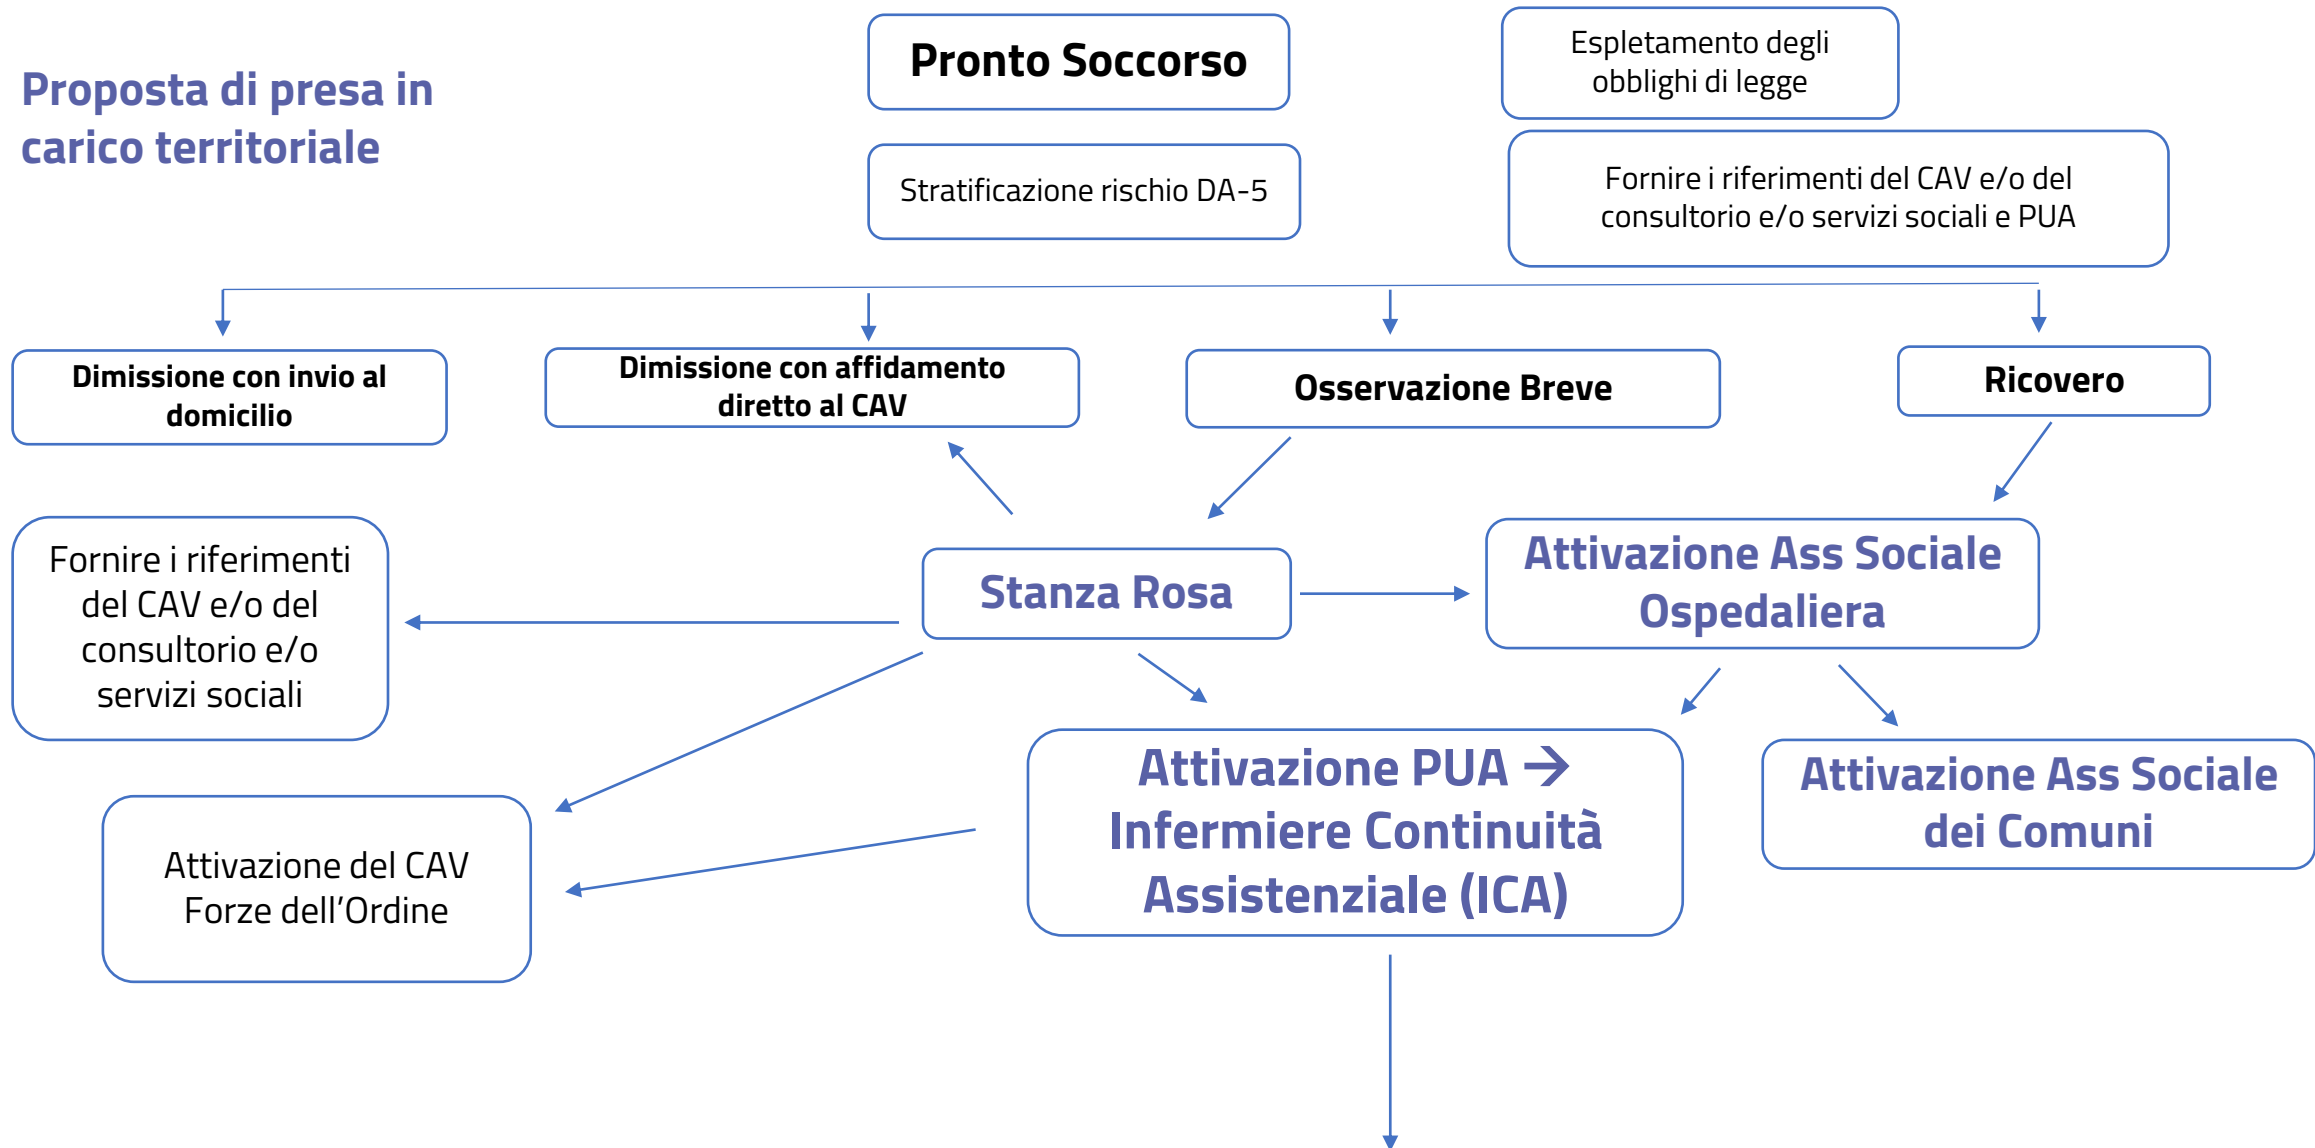 Proposta di presa in
carico territoriale
Pronto Soccorso
Espletamento degli
obblighi di legge
Stratificazione rischio DA-5
Fornire i riferimenti del CAV e/o del
consultorio e/o servizi sociali e PUA
Dimissione con invio al
domicilio
Dimissione con affidamento
diretto al CAV
Osservazione Breve
Ricovero
Fornire i riferimenti
del CAV e/o del
consultorio e/o
servizi sociali
Stanza Rosa
Attivazione Ass Sociale
Ospedaliera
Attivazione del CAV
Forze dell’Ordine
Attivazione PUA →
Infermiere Continuità
Assistenziale (ICA)
Attivazione Ass Sociale
dei Comuni